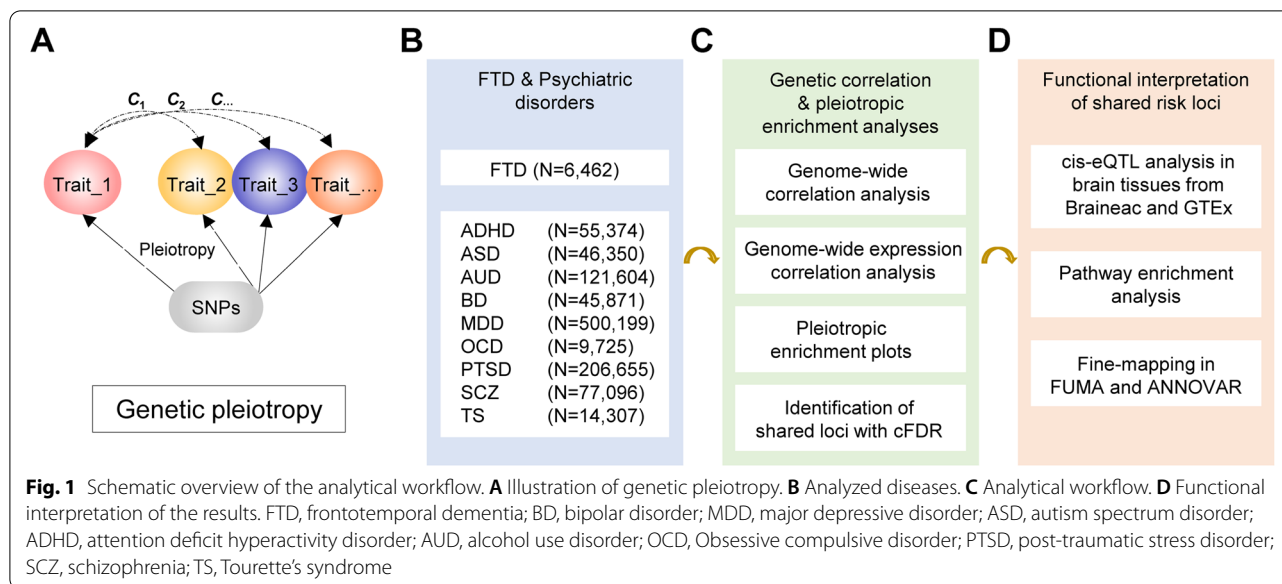 A
C1 C2 C...
Trait_1 Trait_2 Trait_3 Trait_...
Pleiotropy
SNPs
Genetic pleiotropy
B
FTD & Psychiatric
disorders
FTD (N=6,462)
ADHD (N=55,374)
ASD (N=46,350)
AUD (N=121,604)
BD (N=45,871)
MDD (N=500,199)
OCD (N=9,725)
PTSD (N=206,655)
SCZ (N=77,096)
TS (N=14,307)
C
Genetic correlation
& pleiotropic
enrichment analyses
Genome-wide
correlation analysis
Genome-wide expression
correlation analysis
Pleiotropic
enrichment plots
Identification of
shared loci with cFDR
D
Functional interpretation
of shared risk loci
cis-eQTL analysis in
brain tissues from
Braineac and GTEx
Pathway enrichment
analysis
Fine-mapping in
FUMA and ANNOVAR
Fig. 1 Schematic overview of the analytical workflow. A Illustration of genetic pleiotropy. B Analyzed diseases. C Analytical workflow. D Functional
interpretation of the results. FTD, frontotemporal dementia; BD, bipolar disorder; MDD, major depressive disorder; ASD, autism spectrum disorder;
ADHD, attention deficit hyperactivity disorder; AUD, alcohol use disorder; OCD, Obsessive compulsive disorder; PTSD, post-traumatic stress disorder;
SCZ, schizophrenia; TS, Tourette's syndrome